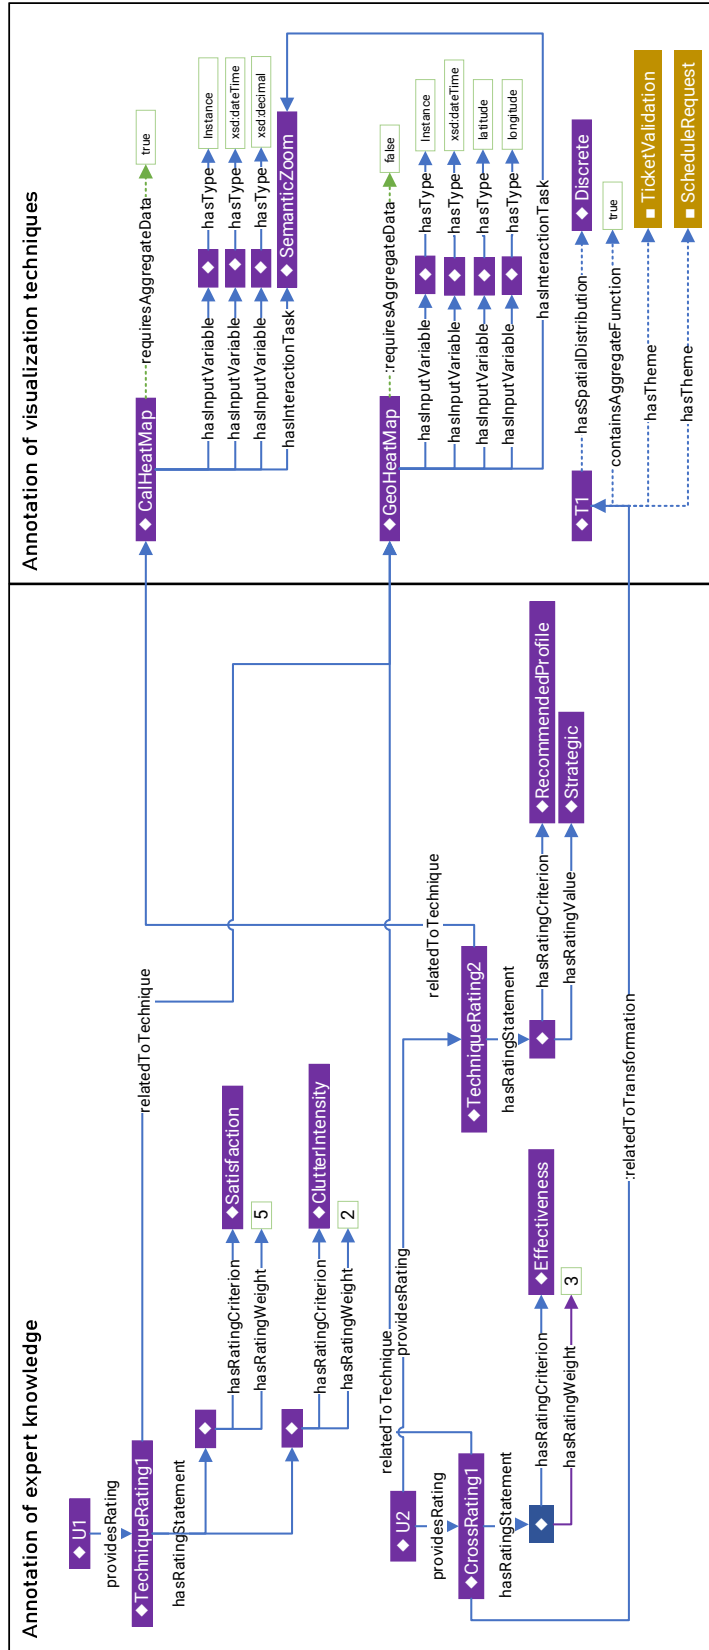 Annotation of expert knowledge
U1
providesRating
TechniqueRating1
relatedToTechnique
hasRatingStatement
hasRatingCriterion
Satisfaction
hasRatingWeight
5
hasRatingCriterion
ClutterIntensity
hasRatingWeight
2
U2
relatedToTechnique
providesRating
providesRating
CrossRating1
hasRatingStatement
hasRatingCriterion
Effectiveness
hasRatingWeight
3
:relatedToTransformation
relatedToTechnique
TechniqueRating2
hasRatingStatement
hasRatingCriterion
RecommendedProfile
hasRatingValue
Strategic
Annotation of visualization techniques
CalHeatMap
requiresAggregateData
true
hasInputVariable
hasType
Instance
hasInputVariable
hasType
xsd:dateTime
hasInputVariable
hasType
xsd:decimal
hasInteractionTask
SemanticZoom
GeoHeatMap
:requiresAggregateData
false
hasInputVariable
hasType
Instance
hasInputVariable
hasType
xsd:dateTime
hasInputVariable
hasType
latitude
hasInputVariable
hasType
longitude
hasInteractionTask
T1
hasSpatialDistribution
Discrete
containsAggregateFunction
true
hasTheme
TicketValidation
hasTheme
ScheduleRequest